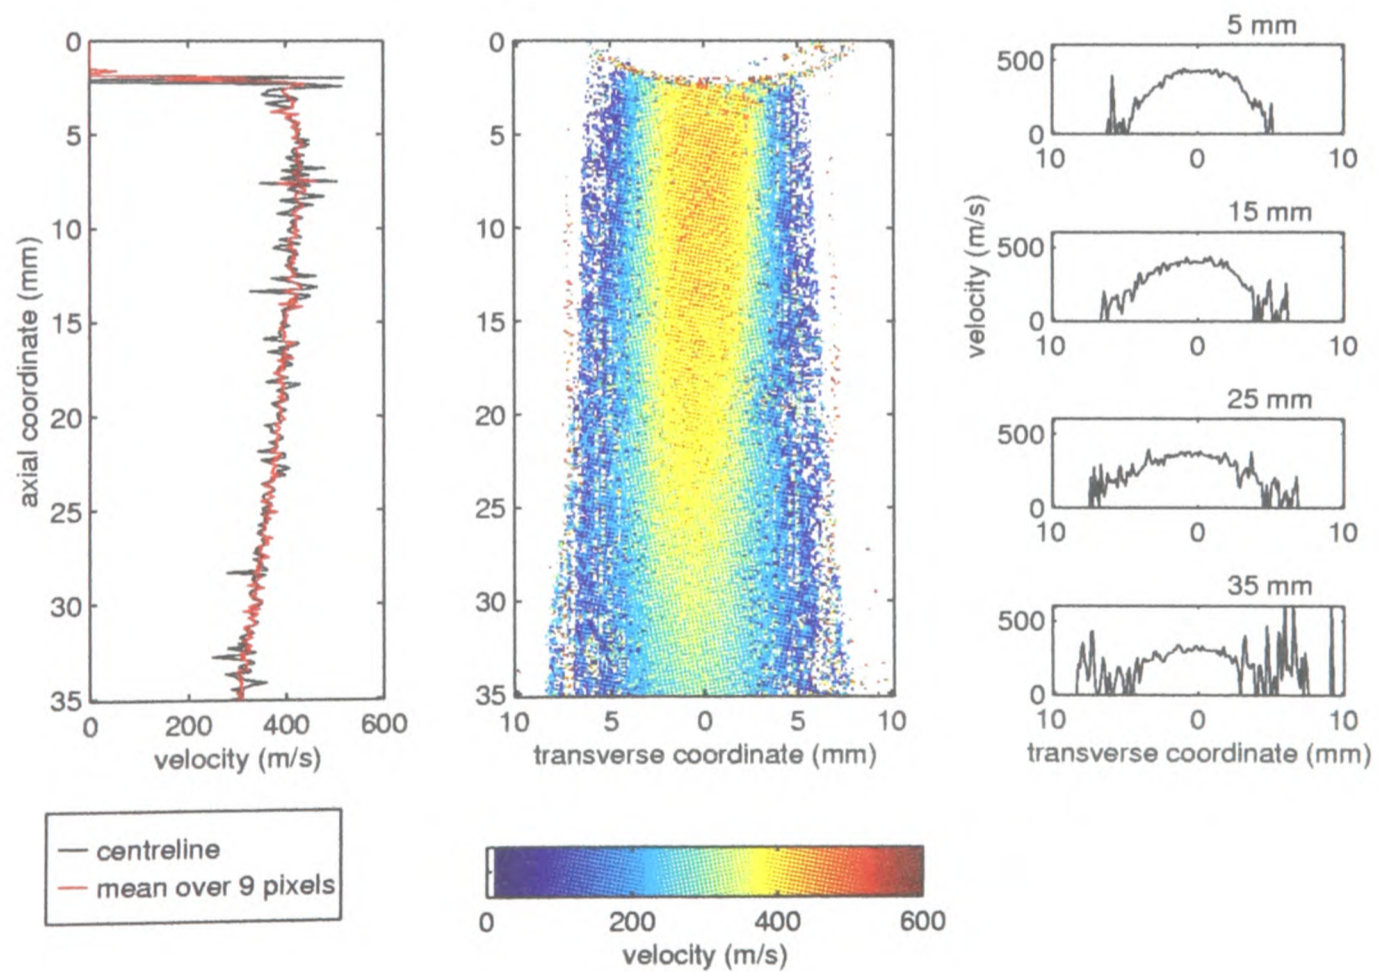 0
5
10
15
20
25
30
35
axial coordinate (mm)
0 200 400 600
velocity (m/s)
centreline
mean over 9 pixels
0
5
10
15
20
25
30
35
10 5 0 5 10
transverse coordinate (mm)
0 200 400 600
velocity (m/s)
5 mm
500
0
10 0 10
15 mm
500
0
10 0 10
velocity (m/s)
25 mm
500
0
10 0 10
35 mm
500
0
10 0 10
transverse coordinate (mm)